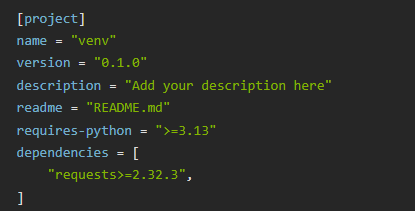 [project]
name = "venv"
version = "0.1.0"
description = "Add your description here"
readme = "README.md"
requires-python = ">=3.13"
dependencies = [
    "requests>=2.32.3",
]